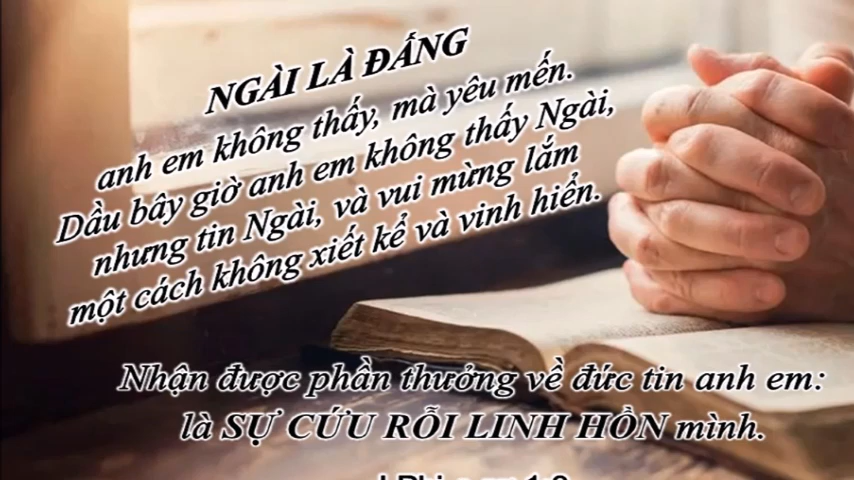 NGÀI LÀ ĐẤNG
anh em không thấy, mà yêu mến.
Dầu bây giờ anh em không thấy Ngài,
nhưng tin Ngài, và vui mừng lắm
một cách không xiết kể và vinh hiển.
Nhận được phần thưởng về đức tin anh em:
là SỰ CỨU RỖI LINH HỒN mình.